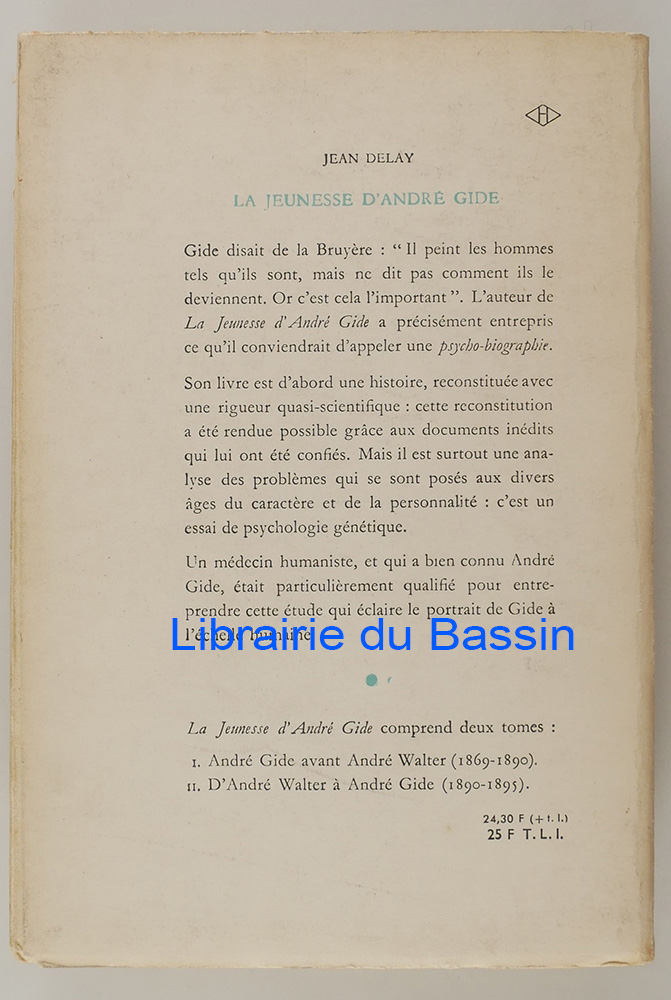 H
JEAN DELAY
LA JEUNESSE D'ANDRÉ GIDE
Gide disait de la Bruyère : “ Il peint les hommes
tels qu'ils sont, mais ne dit pas comment ils le
deviennent. Or c'est cela l'important ”. L'auteur de
La Jeunesse d'André Gide a précisément entrepris
ce qu'il conviendrait d'appeler une psycho-biographie.
Son livre est d'abord une histoire, reconstituée avec
une rigueur quasi-scientifique : cette reconstitution
a été rendue possible grâce aux documents inédits
qui lui ont été confiés. Mais il est surtout une ana-
lyse des problèmes qui se sont posés aux divers
âges du caractère et de la personnalité : c'est un
essai de psychologie génétique.
Un médecin humaniste, et qui a bien connu André
Gide, était particulièrement qualifié pour entre-
prendre cette étude qui éclaire le portrait de Gide à
l'échelle humaine
Librairie du Bassin
La Jeunesse d'André Gide comprend deux tomes :
I. André Gide avant André Walter (1869-1890).
II. D'André Walter à André Gide (1890-1895).
24,30 F (+ t. l.)
25 F T. L. I.